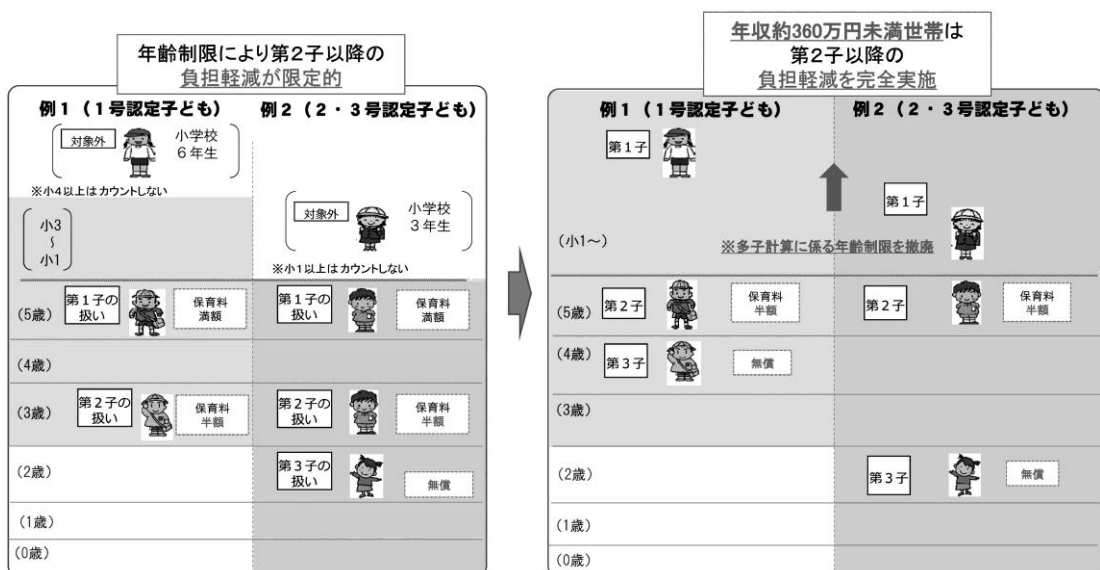 年齢制限により第2子以降の
負担軽減が限定的
例1（1号認定子ども）
例2（2・3号認定子ども）
対象外
小学校
6年生
※小4以上はカウントしない
小3
～
小1
対象外
小学校
3年生
※小1以上はカウントしない
(5歳)
第1子の
扱い
保育料
満額
第1子の
扱い
保育料
満額
(4歳)
(3歳)
第2子の
扱い
保育料
半額
第2子の
扱い
保育料
半額
(2歳)
第3子の
扱い
無償
(1歳)
(0歳)
年収約360万円未満世帯は
第2子以降の
負担軽減を完全実施
例1（1号認定子ども）
例2（2・3号認定子ども）
第1子
第1子
(小1～)
※多子計算に係る年齢制限を撤廃
(5歳)
第2子
保育料
半額
第2子
保育料
半額
(4歳)
第3子
無償
(3歳)
(2歳)
第3子
無償
(1歳)
(0歳)